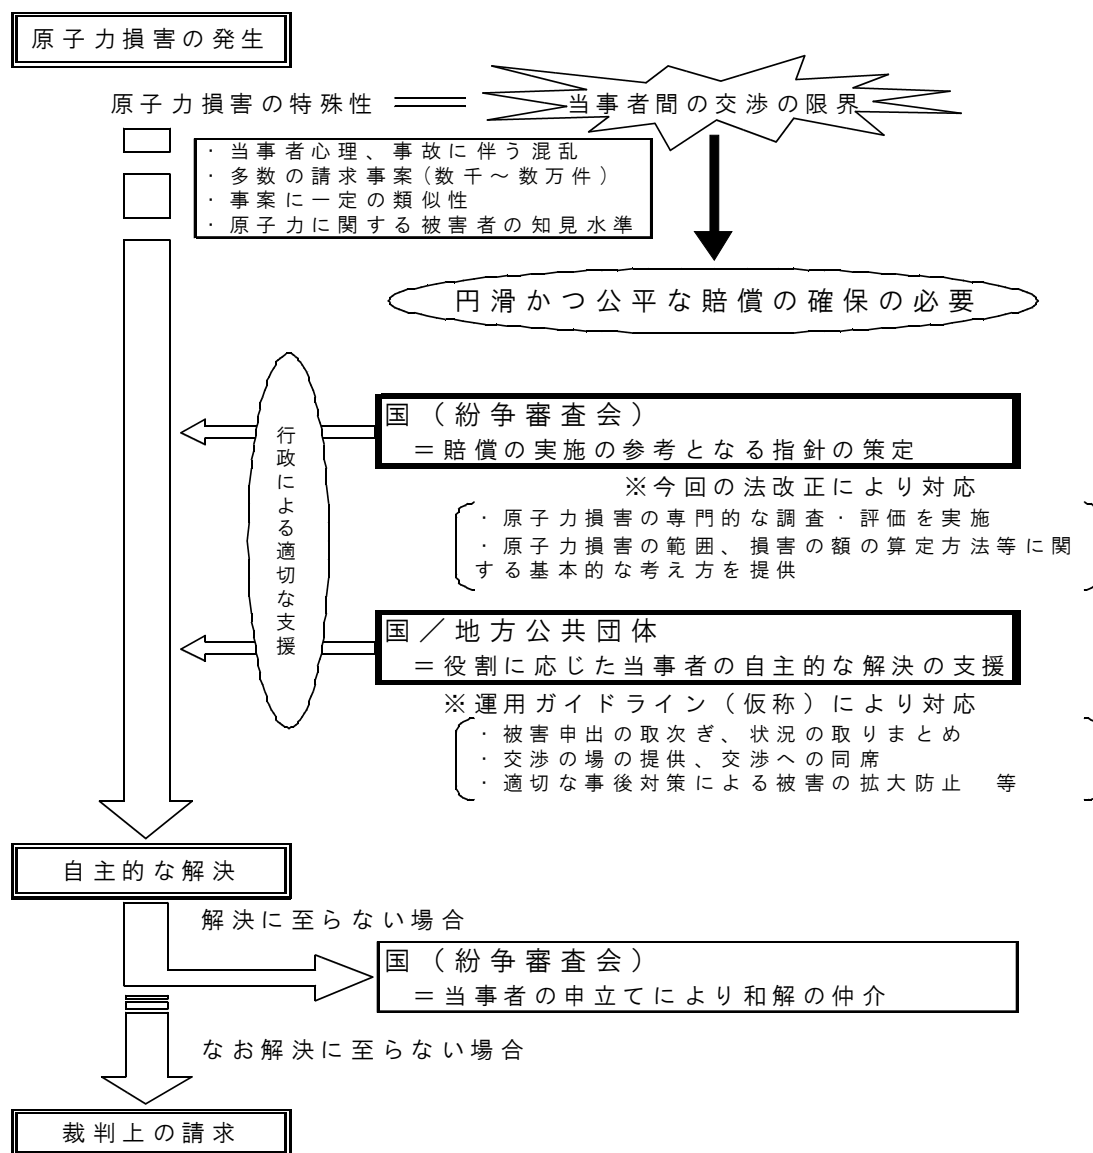 原子力損害の発生
原子力損害の特殊性
当事者間の交渉の限界
・当事者心理、事故に伴う混乱
・多数の請求事案(数千～数万件)
・事案に一定の類似性
・原子力に関する被害者の知見水準
円滑かつ公平な賠償の確保の必要
行政による適切な支援
国（紛争審査会）
＝賠償の実施の参考となる指針の策定
※今回の法改正により対応
・原子力損害の専門的な調査・評価を実施
・原子力損害の範囲、損害の額の算定方法等に関
する基本的な考え方を提供
国／地方公共団体
＝役割に応じた当事者の自主的な解決の支援
※運用ガイドライン（仮称）により対応
・被害申出の取次ぎ、状況の取りまとめ
・交渉の場の提供、交渉への同席
・適切な事後対策による被害の拡大防止　等
自主的な解決
解決に至らない場合
国（紛争審査会）
＝当事者の申立てにより和解の仲介
なお解決に至らない場合
裁判上の請求